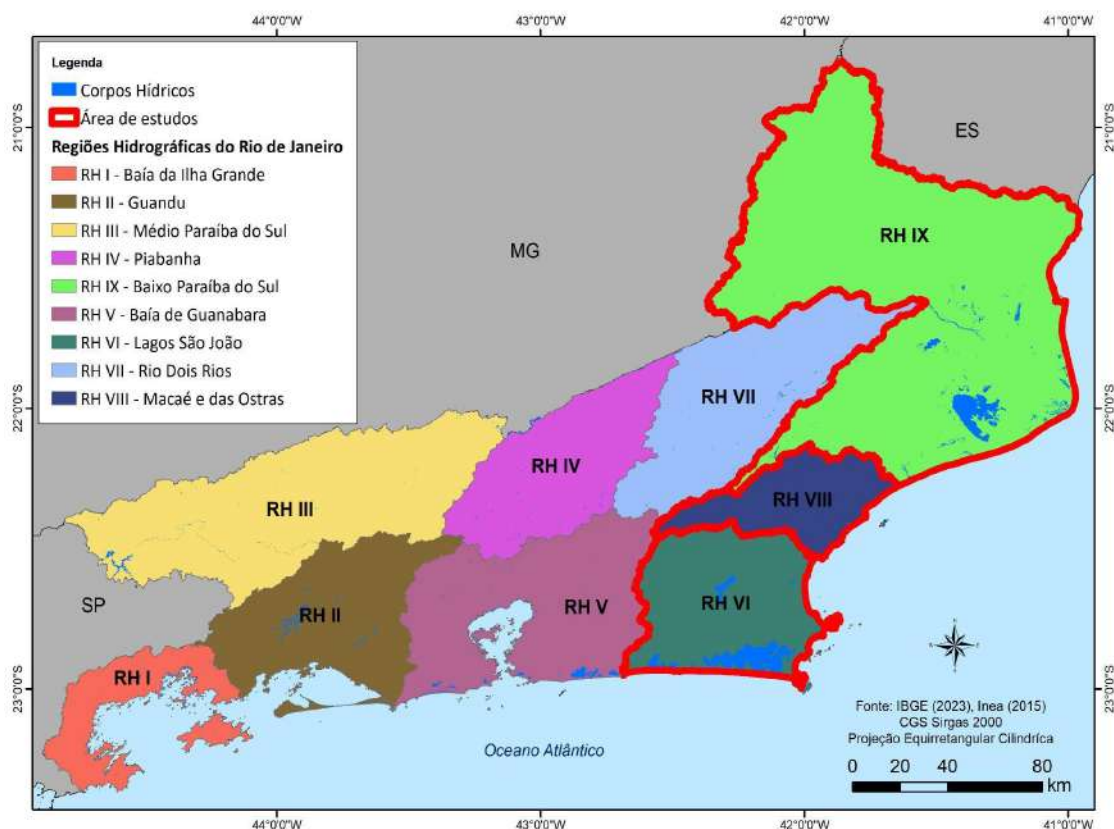 44°0'0"W 43°0'0"W 42°0'0"W 41°0'0"W
Legenda
Corpos Hídricos
Área de estudos
Regiões Hidrográficas do Rio de Janeiro
RH I - Baía da Ilha Grande
RH II - Guandu
RH III - Médio Paraíba do Sul
RH IV - Piabanha
RH IX - Baixo Paraíba do Sul
RH V - Baía de Guanabara
RH VI - Lagos São João
RH VII - Rio Dois Rios
RH VIII - Macaé e das Ostras
21°0'0"S
21°0'0"S
ES
RH IX
MG
22°0'0"S
22°0'0"S
RH VII
RH IV
RH VIII
RH III
SP
RH II
RH V
RH VI
RH I
23°0'0"S
23°0'0"S
Oceano Atlântico
Fonte: IBGE (2023), Inea (2015)
CGS Sirgas 2000
Projeção Equirretangular Cilindríca
0 20 40 60 80
km
44°0'0"W 43°0'0"W 42°0'0"W 41°0'0"W